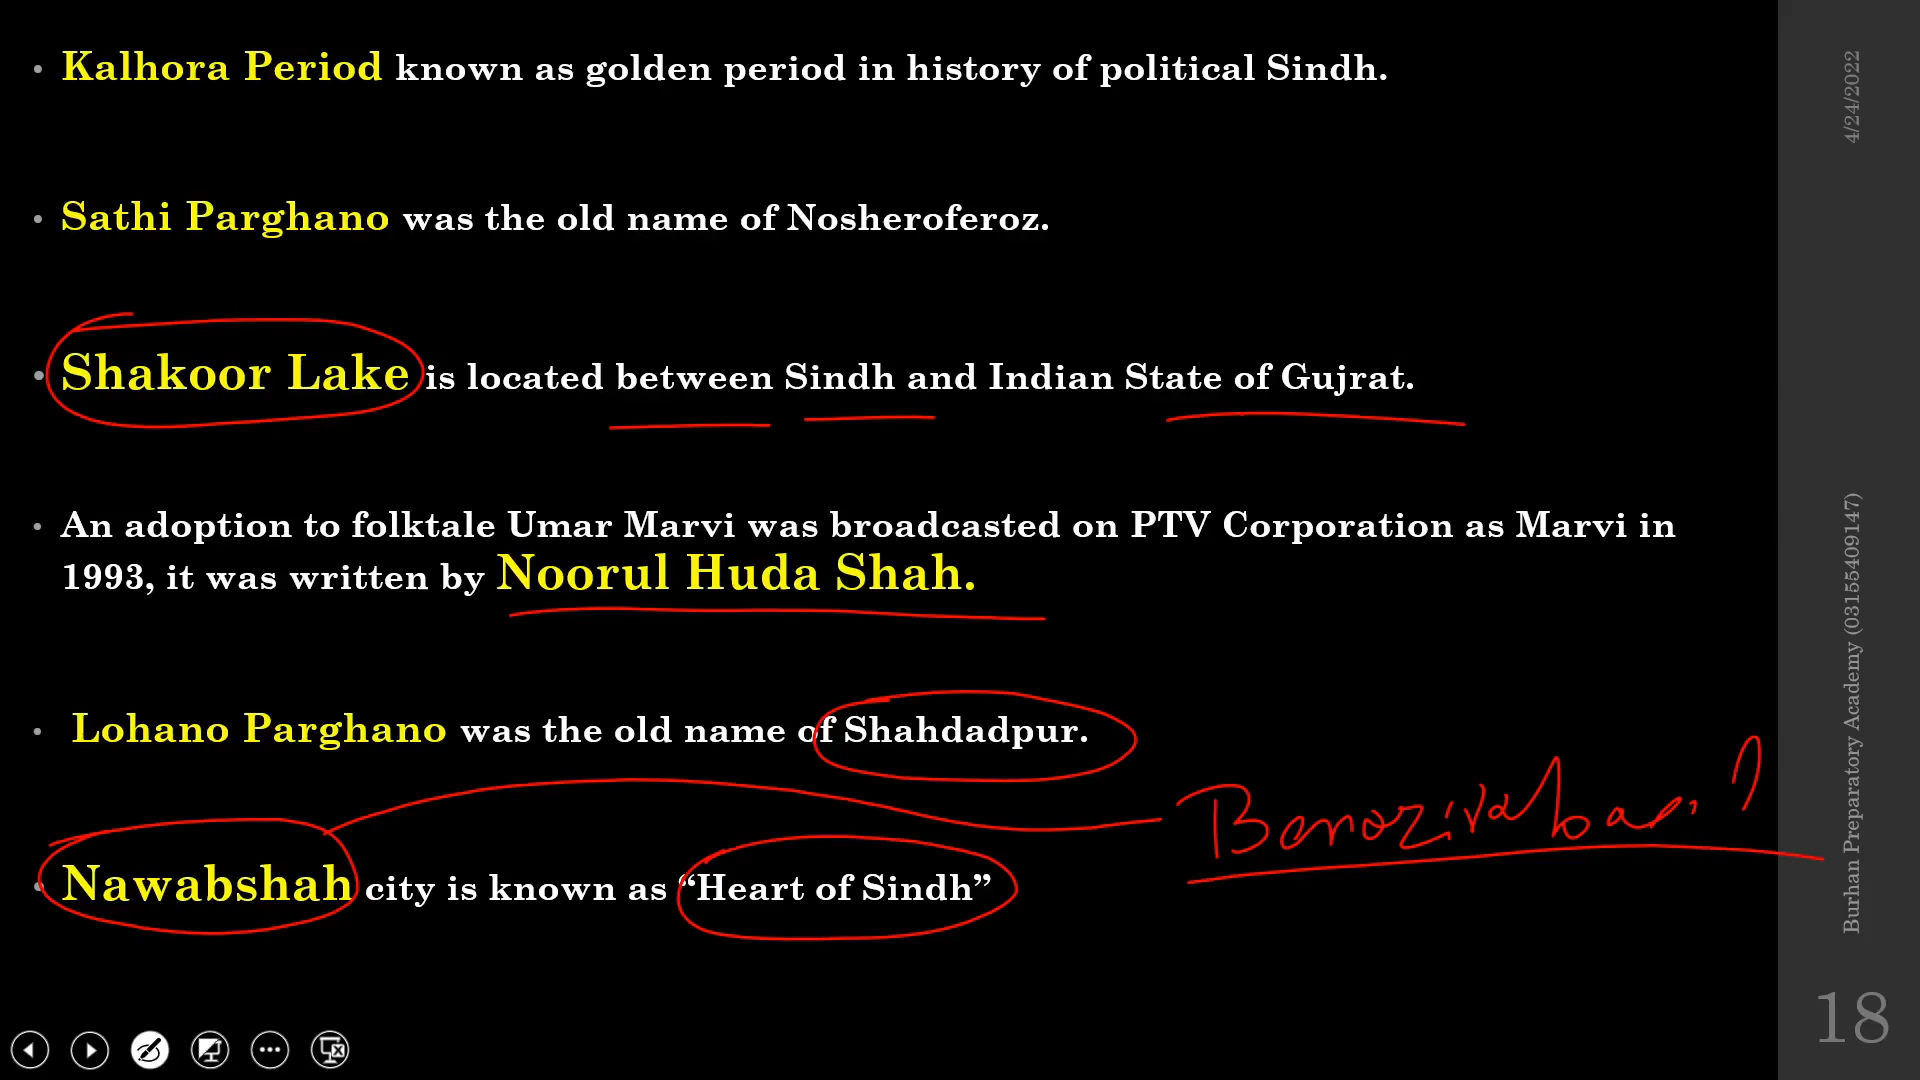 Kalhora Period known as golden period in history of political Sindh.
Sathi Parghano was the old name of Nosheroferoz.
Shakoor Lake is located between Sindh and Indian State of Gujrat.
An adoption to folktale Umar Marvi was broadcasted on PTV Corporation as Marvi in
1993, it was written by Noorul Huda Shah.
Lohano Parghano was the old name of Shahdadpur.
Nawabshah city is known as “Heart of Sindh”
4/24/2022
Burhan Preparatory Academy (03155409147)
18